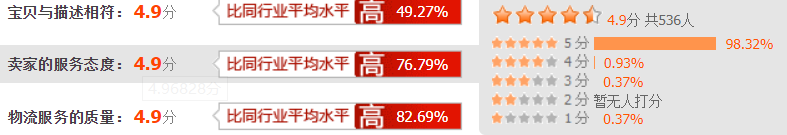 宝贝与描述相符：4.9分 比同行业平均水平 高 49.27%
卖家的服务态度：4.9分 比同行业平均水平 高 76.79%
4.96828分
物流服务的质量：4.9分 比同行业平均水平 高 82.69%
4.9分 共536人
5分 98.32%
4分 0.93%
3分 0.37%
2分 暂无人打分
1分 0.37%